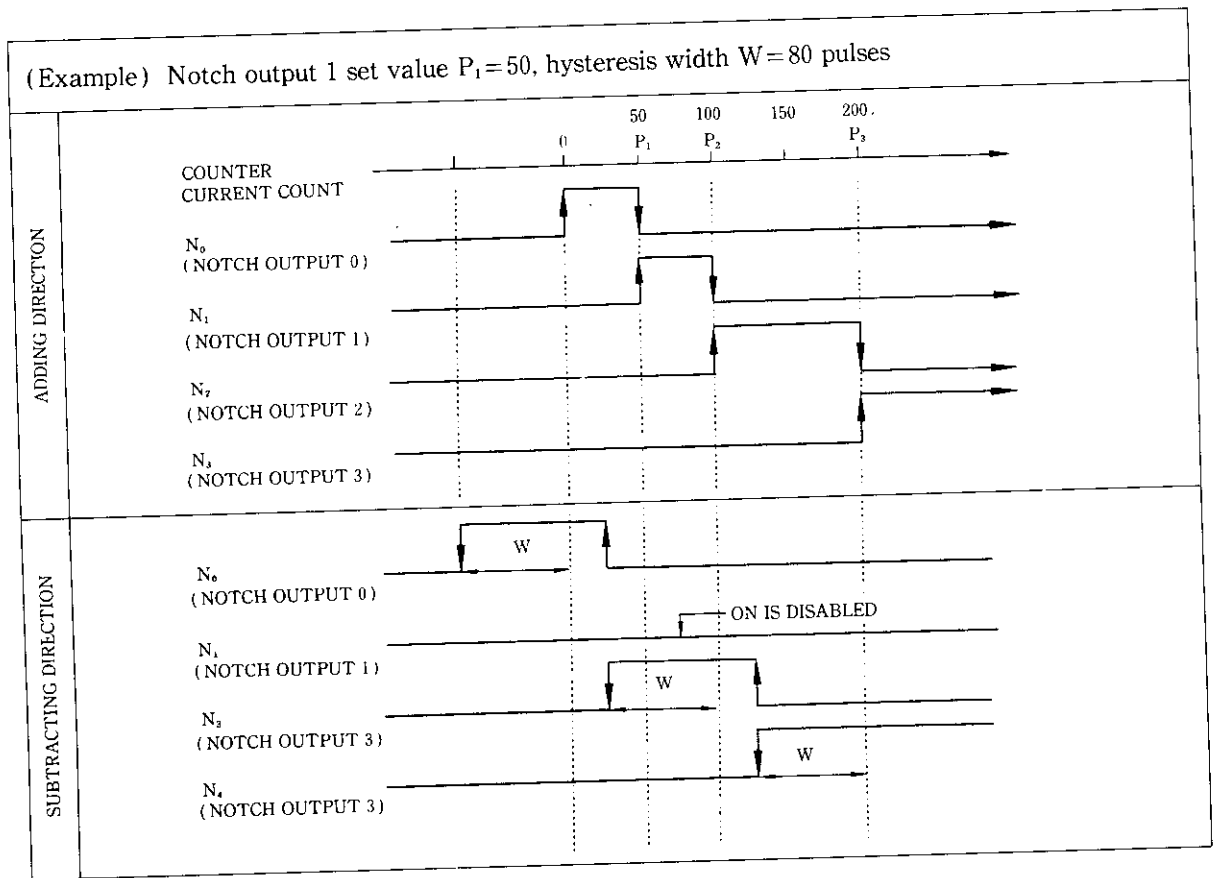 (Example) Notch output 1 set value P₁=50, hysteresis width W=80 pulses
ADDING DIRECTION
50 100 150 200.
0 P₁ P₂ P₃
COUNTER
CURRENT COUNT
N₀
(NOTCH OUTPUT 0)
N₁
(NOTCH OUTPUT 1)
N₂
(NOTCH OUTPUT 2)
N₃
(NOTCH OUTPUT 3)
SUBTRACTING DIRECTION
W
N₀
(NOTCH OUTPUT 0)
ON IS DISABLED
N₁
(NOTCH OUTPUT 1)
W
N₃
(NOTCH OUTPUT 3)
W
N₄
(NOTCH OUTPUT 3)